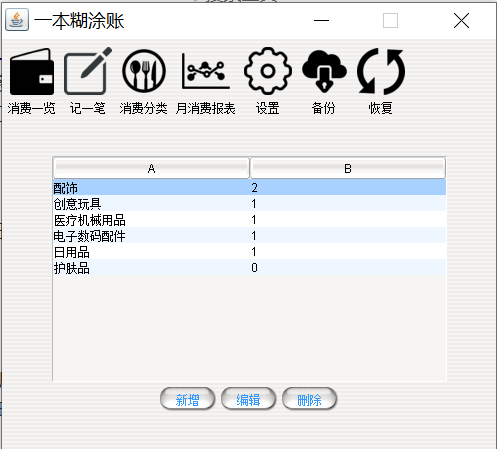 一本糊涂账
消费一览 记一笔 消费分类 月消费报表 设置 备份 恢复
A B
配饰 2
创意玩具 1
医疗机械用品 1
电子数码配件 1
日用品 1
护肤品 0
新增 编辑 删除